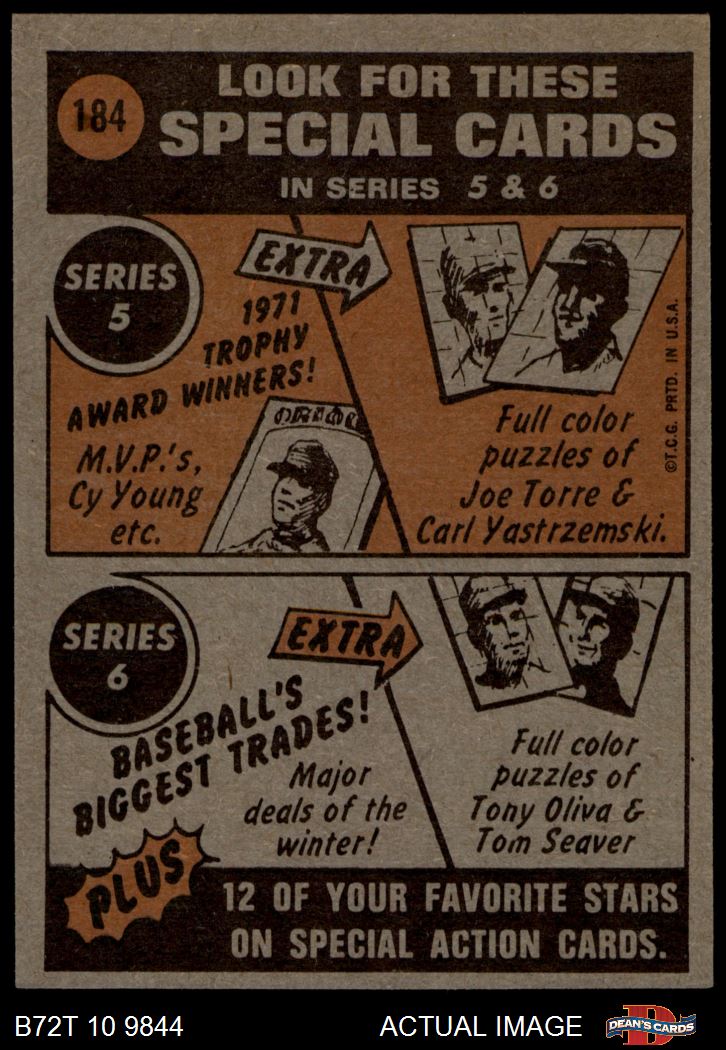 184
LOOK FOR THESE
SPECIAL CARDS
IN SERIES 5 & 6
SERIES
5
EXTRA
1971
TROPHY
AWARD WINNERS!
M.V.P.'s,
Cy Young
etc.
ORIOL
Full color
puzzles of
Joe Torre &
Carl Yastrzemski.
©T.C.G. PRTD. IN U.S.A.
SERIES
6
EXTRA
BASEBALL'S
BIGGEST TRADES!
Major
deals of the
winter!
Full color
puzzles of
Tony Oliva &
Tom Seaver
PLUS
12 OF YOUR FAVORITE STARS
ON SPECIAL ACTION CARDS.
B72T 10 9844
ACTUAL IMAGE
D
DEAN'S CARDS